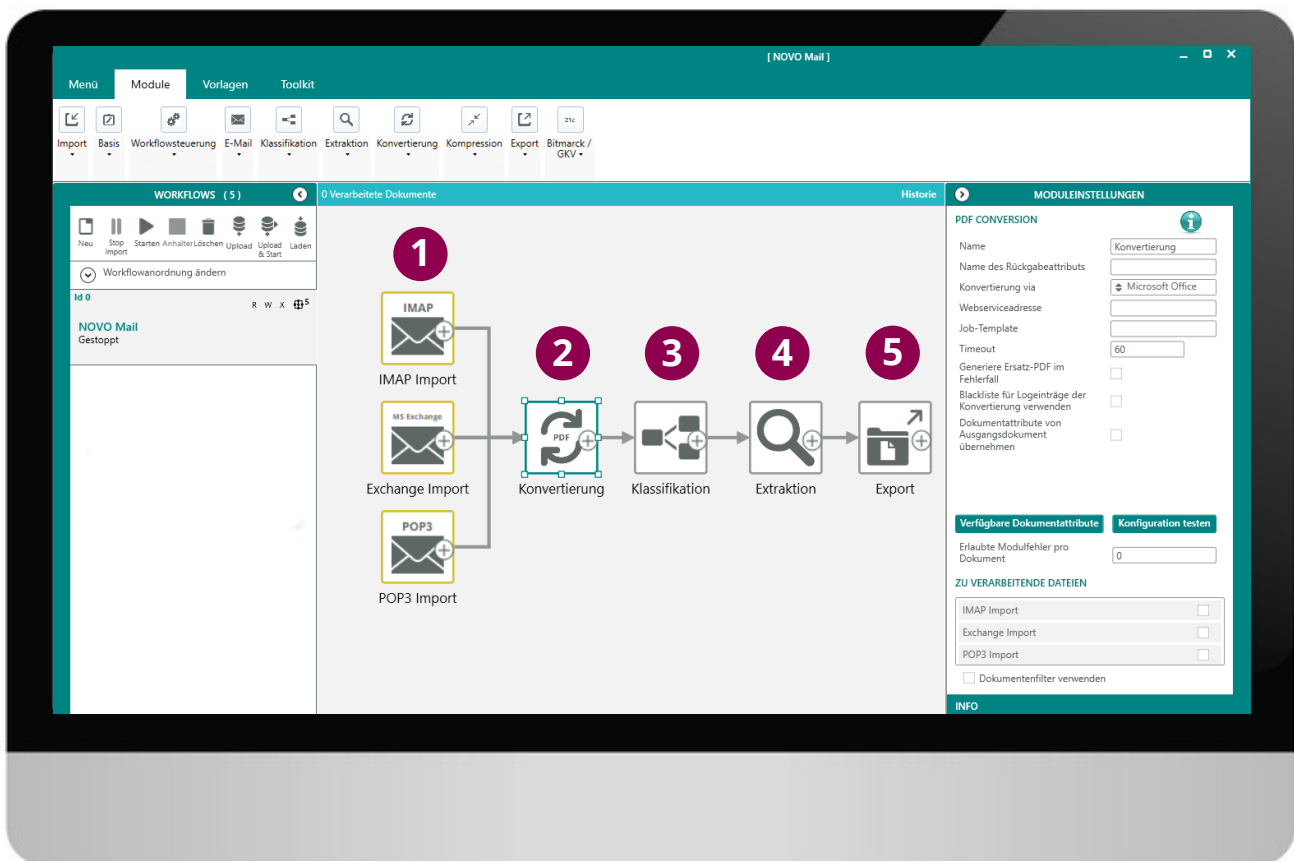 [ NOVO Mail ]
Menü Module Vorlagen Toolkit
21c
Import Basis Workflowsteuerung E-Mail Klassifikation Extraktion Konvertierung Kompression Export Bitmarck / GKV
WORKFLOWS ( 5 )
Neu Stop Import Starten Anhalten Löschen Upload Upload & Start Laden
Workflowanordnung ändern
Id 0
R W X 5
NOVO Mail
Gestoppt
0 Verarbeitete Dokumente Historie
1
IMAP
IMAP Import
MS Exchange
Exchange Import
POP3
POP3 Import
2
PDF
Konvertierung
3
Klassifikation
4
Extraktion
5
Export
MODULEINSTELLUNGEN
PDF CONVERSION
i
Name Konvertierung
Name des Rückgabeattributs
Konvertierung via Microsoft Office
Webserviceadresse
Job-Template
Timeout 60
Generiere Ersatz-PDF im
Fehlerfall
Blackliste für Logeinträge der
Konvertierung verwenden
Dokumentattribute von
Ausgangsdokument
übernehmen
Verfügbare Dokumentattribute Konfiguration testen
Erlaubte Modulfehler pro
Dokument 0
ZU VERARBEITENDE DATEIEN
IMAP Import
Exchange Import
POP3 Import
Dokumentenfilter verwenden
INFO